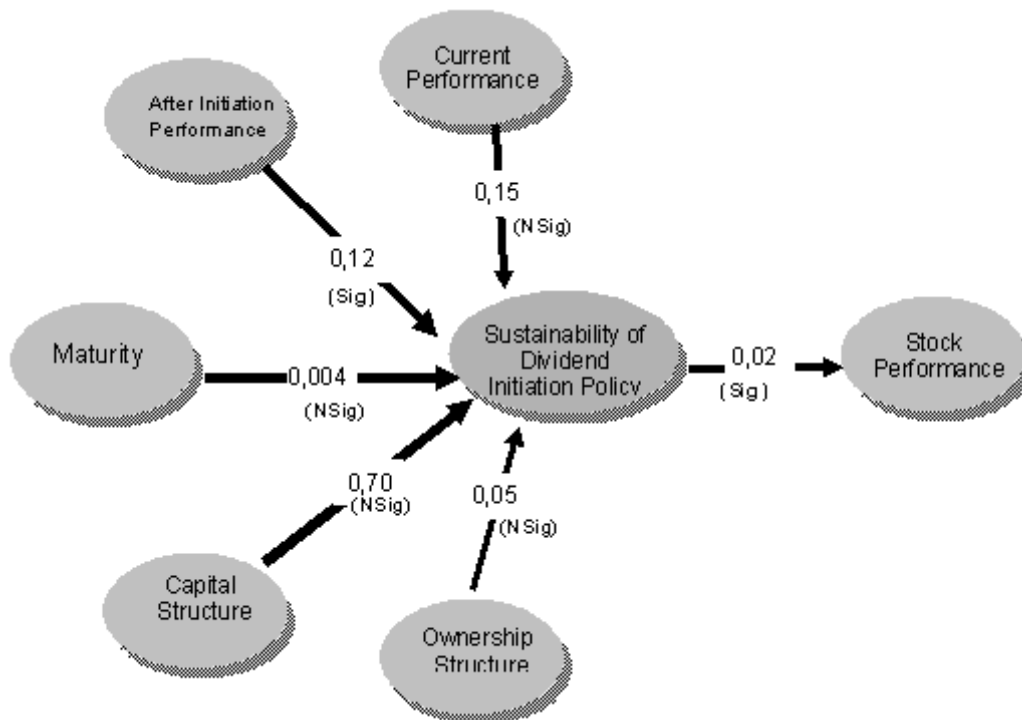 Current
Performance
After Initiation
Performance
0,15
(NSig)
0,12
(Sig)
Maturity
0,004
(NSig)
Sustainability of
Dividend
Initiation Policy
0,02
(Sig)
Stock
Performance
0,70
(NSig)
0,05
(NSig)
Capital
Structure
Ownership
Structure